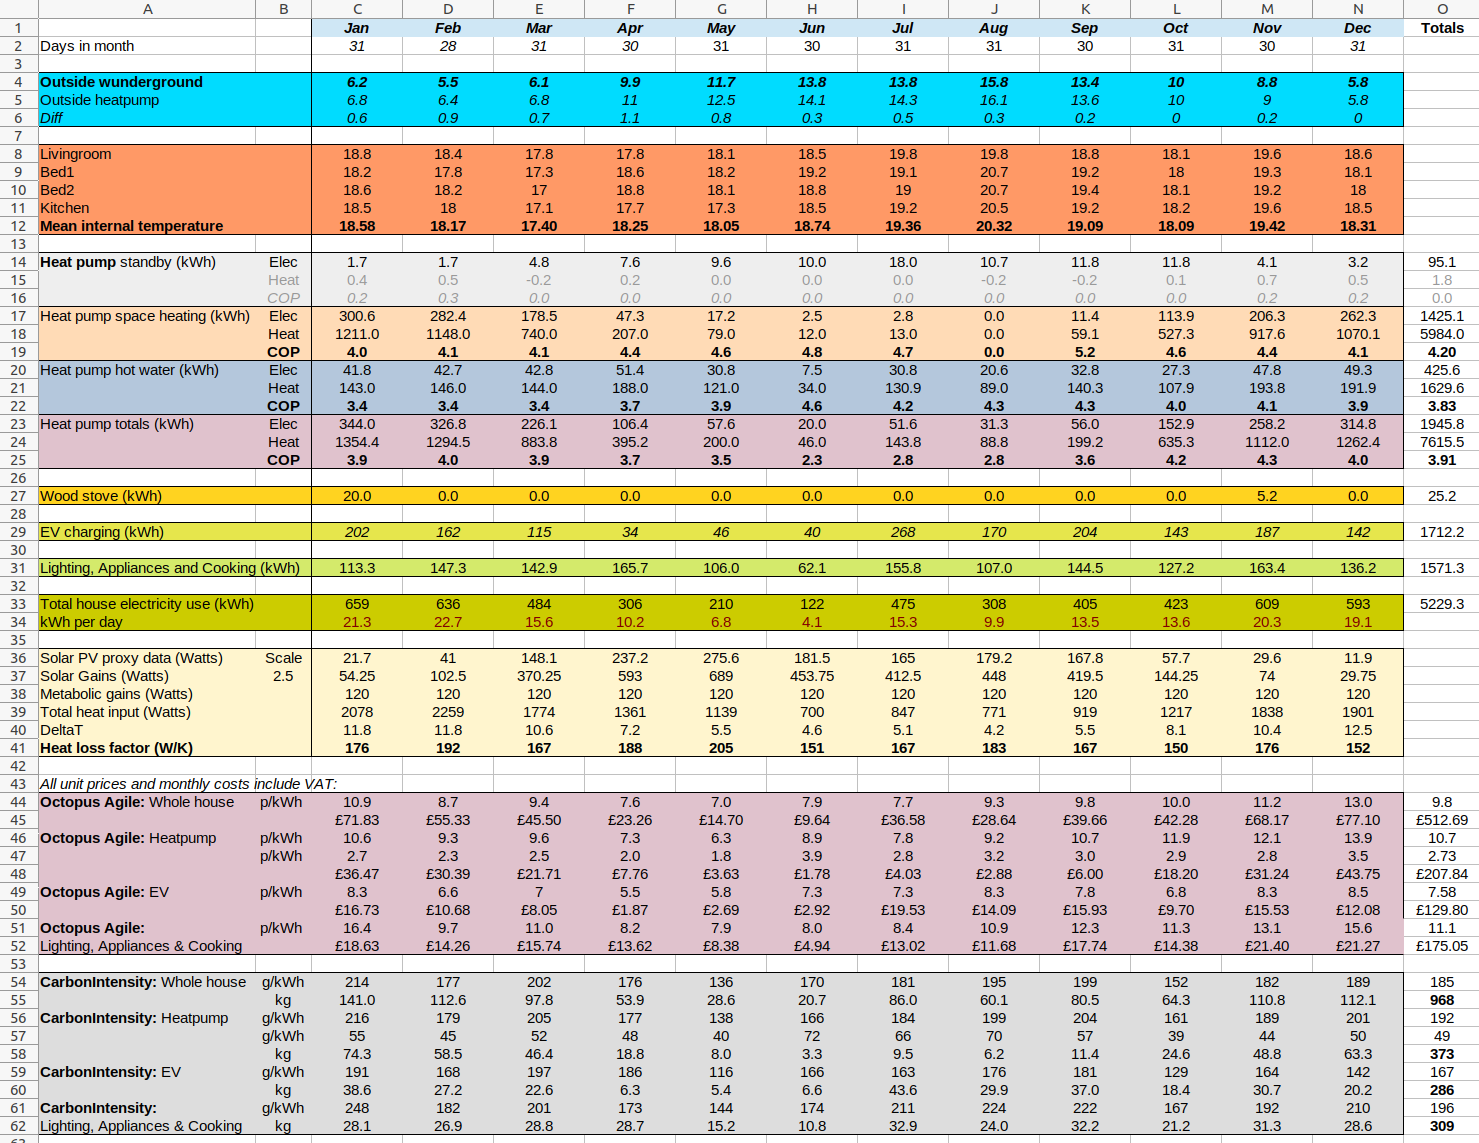 A B C D E F G H I J K L M N O
1 Jan Feb Mar Apr May Jun Jul Aug Sep Oct Nov Dec Totals
2 Days in month 31 28 31 30 31 30 31 31 30 31 30 31
3
4 Outside wunderground 6.2 5.5 6.1 9.9 11.7 13.8 13.8 15.8 13.4 10 8.8 5.8
5 Outside heatpump 6.8 6.4 6.8 11 12.5 14.1 14.3 16.1 13.6 10 9 5.8
6 Diff 0.6 0.9 0.7 1.1 0.8 0.3 0.5 0.3 0.2 0 0.2 0
7
8 Livingroom 18.8 18.4 17.8 17.8 18.1 18.5 19.8 19.8 18.8 18.1 19.6 18.6
9 Bed1 18.2 17.8 17.3 18.6 18.2 19.2 19.1 20.7 19.2 18 19.3 18.1
10 Bed2 18.6 18.2 17 18.8 18.1 18.8 19 20.7 19.4 18.1 19.2 18
11 Kitchen 18.5 18 17.1 17.7 17.3 18.5 19.2 20.5 19.2 18.2 19.6 18.5
12 Mean internal temperature 18.58 18.17 17.40 18.25 18.05 18.74 19.36 20.32 19.09 18.09 19.42 18.31
13
14 Heat pump standby (kWh) Elec 1.7 1.7 4.8 7.6 9.6 10.0 18.0 10.7 11.8 11.8 4.1 3.2 95.1
15 Heat 0.4 0.5 -0.2 0.2 0.0 0.0 0.0 -0.2 -0.2 0.1 0.7 0.5 1.8
16 COP 0.2 0.3 0.0 0.0 0.0 0.0 0.0 0.0 0.0 0.0 0.2 0.2 0.0
17 Heat pump space heating (kWh) Elec 300.6 282.4 178.5 47.3 17.2 2.5 2.8 0.0 11.4 113.9 206.3 262.3 1425.1
18 Heat 1211.0 1148.0 740.0 207.0 79.0 12.0 13.0 0.0 59.1 527.3 917.6 1070.1 5984.0
19 COP 4.0 4.1 4.1 4.4 4.6 4.8 4.7 0.0 5.2 4.6 4.4 4.1 4.20
20 Heat pump hot water (kWh) Elec 41.8 42.7 42.8 51.4 30.8 7.5 30.8 20.6 32.8 27.3 47.8 49.3 425.6
21 Heat 143.0 146.0 144.0 188.0 121.0 34.0 130.9 89.0 140.3 107.9 193.8 191.9 1629.6
22 COP 3.4 3.4 3.4 3.7 3.9 4.6 4.2 4.3 4.3 4.0 4.1 3.9 3.83
23 Heat pump totals (kWh) Elec 344.0 326.8 226.1 106.4 57.6 20.0 51.6 31.3 56.0 152.9 258.2 314.8 1945.8
24 Heat 1354.4 1294.5 883.8 395.2 200.0 46.0 143.8 88.8 199.2 635.3 1112.0 1262.4 7615.5
25 COP 3.9 4.0 3.9 3.7 3.5 2.3 2.8 2.8 3.6 4.2 4.3 4.0 3.91
26
27 Wood stove (kWh) 20.0 0.0 0.0 0.0 0.0 0.0 0.0 0.0 0.0 0.0 5.2 0.0 25.2
28
29 EV charging (kWh) 202 162 115 34 46 40 268 170 204 143 187 142 1712.2
30
31 Lighting, Appliances and Cooking (kWh) 113.3 147.3 142.9 165.7 106.0 62.1 155.8 107.0 144.5 127.2 163.4 136.2 1571.3
32
33 Total house electricity use (kWh) 659 636 484 306 210 122 475 308 405 423 609 593 5229.3
34 kWh per day 21.3 22.7 15.6 10.2 6.8 4.1 15.3 9.9 13.5 13.6 20.3 19.1
35
36 Solar PV proxy data (Watts) Scale 21.7 41 148.1 237.2 275.6 181.5 165 179.2 167.8 57.7 29.6 11.9
37 Solar Gains (Watts) 2.5 54.25 102.5 370.25 593 689 453.75 412.5 448 419.5 144.25 74 29.75
38 Metabolic gains (Watts) 120 120 120 120 120 120 120 120 120 120 120 120
39 Total heat input (Watts) 2078 2259 1774 1361 1139 700 847 771 919 1217 1838 1901
40 DeltaT 11.8 11.8 10.6 7.2 5.5 4.6 5.1 4.2 5.5 8.1 10.4 12.5
41 Heat loss factor (W/K) 176 192 167 188 205 151 167 183 167 150 176 152
42
43 All unit prices and monthly costs include VAT:
44 Octopus Agile: Whole house p/kWh 10.9 8.7 9.4 7.6 7.0 7.9 7.7 9.3 9.8 10.0 11.2 13.0 9.8
45 £71.83 £55.33 £45.50 £23.26 £14.70 £9.64 £36.58 £28.64 £39.66 £42.28 £68.17 £77.10 £512.69
46 Octopus Agile: Heatpump p/kWh 10.6 9.3 9.6 7.3 6.3 8.9 7.8 9.2 10.7 11.9 12.1 13.9 10.7
47 p/kWh 2.7 2.3 2.5 2.0 1.8 3.9 2.8 3.2 3.0 2.9 2.8 3.5 2.73
48 £36.47 £30.39 £21.71 £7.76 £3.63 £1.78 £4.03 £2.88 £6.00 £18.20 £31.24 £43.75 £207.84
49 Octopus Agile: EV p/kWh 8.3 6.6 7 5.5 5.8 7.3 7.3 8.3 7.8 6.8 8.3 8.5 7.58
50 £16.73 £10.68 £8.05 £1.87 £2.69 £2.92 £19.53 £14.09 £15.93 £9.70 £15.53 £12.08 £129.80
51 Octopus Agile: p/kWh 16.4 9.7 11.0 8.2 7.9 8.0 8.4 10.9 12.3 11.3 13.1 15.6 11.1
52 Lighting, Appliances & Cooking £18.63 £14.26 £15.74 £13.62 £8.38 £4.94 £13.02 £11.68 £17.74 £14.38 £21.40 £21.27 £175.05
53
54 CarbonIntensity: Whole house g/kWh 214 177 202 176 136 170 181 195 199 152 182 189 185
55 kg 141.0 112.6 97.8 53.9 28.6 20.7 86.0 60.1 80.5 64.3 110.8 112.1 968
56 CarbonIntensity: Heatpump g/kWh 216 179 205 177 138 166 184 199 204 161 189 201 192
57 g/kWh 55 45 52 48 40 72 66 70 57 39 44 50 49
58 kg 74.3 58.5 46.4 18.8 8.0 3.3 9.5 6.2 11.4 24.6 48.8 63.3 373
59 CarbonIntensity: EV g/kWh 191 168 197 186 116 166 163 176 181 129 164 142 167
60 kg 38.6 27.2 22.6 6.3 5.4 6.6 43.6 29.9 37.0 18.4 30.7 20.2 286
61 CarbonIntensity: g/kWh 248 182 201 173 144 174 211 224 222 167 192 210 196
62 Lighting, Appliances & Cooking kg 28.1 26.9 28.8 28.7 15.2 10.8 32.9 24.0 32.2 21.2 31.3 28.6 309